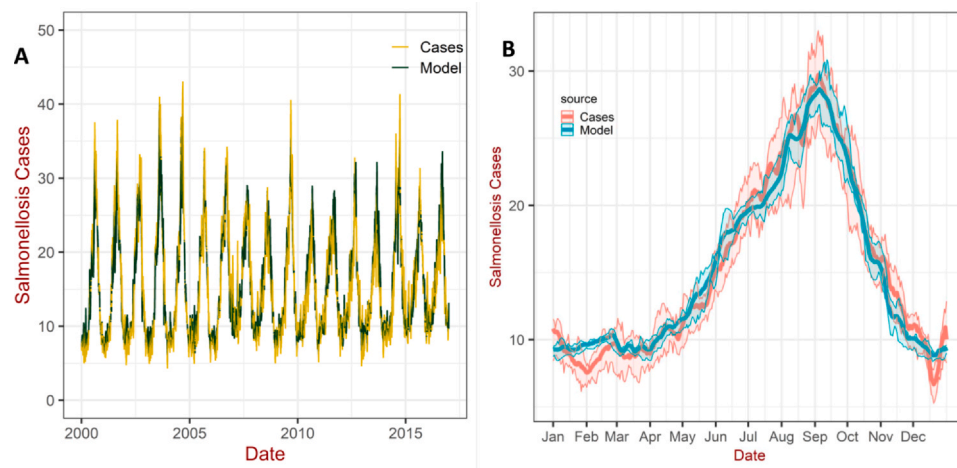 A
Salmonellosis Cases
50
40
30
20
10
0
Cases
Model
2000
2005
2010
2015
Date
B
Salmonellosis Cases
30
20
10
source
Cases
Model
Jan Feb Mar Apr May Jun Jul Aug Sep Oct Nov Dec
Date